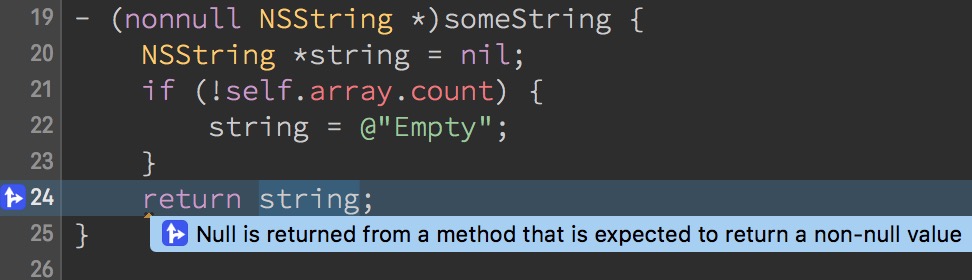 19 - (nonnull NSString *)someString {
20     NSString *string = nil;
21     if (!self.array.count) {
22         string = @"Empty";
23     }
24     return string;
25 }
Null is returned from a method that is expected to return a non-null value
26